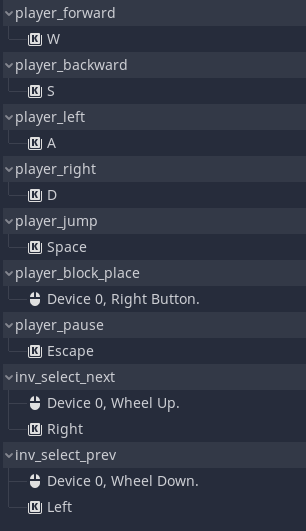 player_forward
K W
player_backward
K S
player_left
K A
player_right
K D
player_jump
K Space
player_block_place
Device 0, Right Button.
player_pause
K Escape
inv_select_next
Device 0, Wheel Up.
K Right
inv_select_prev
Device 0, Wheel Down.
K Left